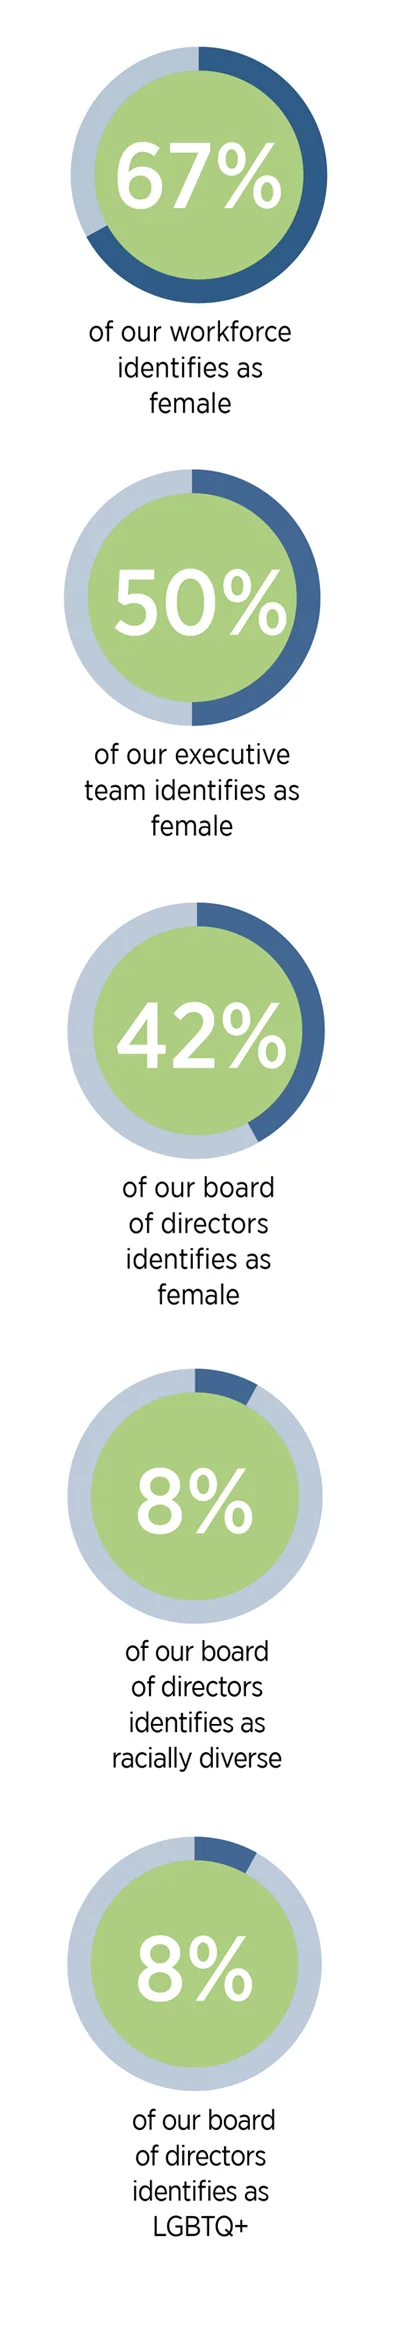 67%
of our workforce
identifies as
female
50%
of our executive
team identifies as
female
42%
of our board
of directors
identifies as
female
8%
of our board
of directors
identifies as
racially diverse
8%
of our board
of directors
identifies as
LGBTQ+